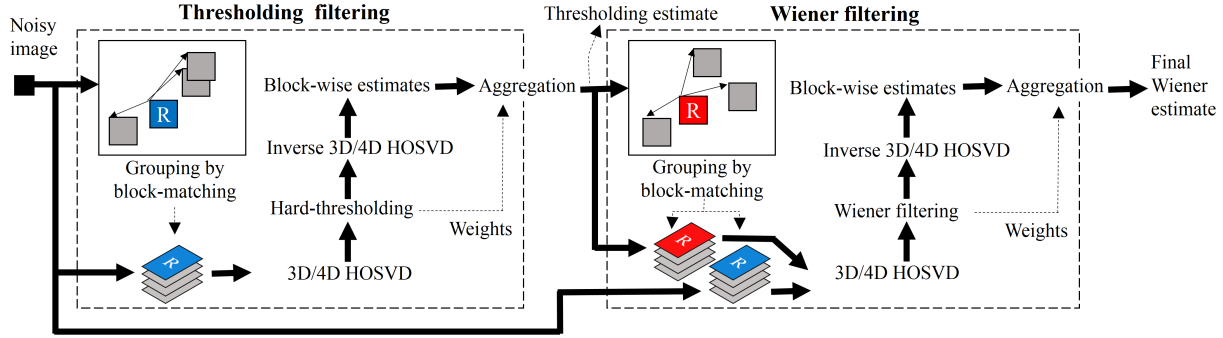 Thresholding filtering
Noisy
image
R
Grouping by
block-matching
R
Block-wise estimates
Aggregation
Inverse 3D/4D HOSVD
Hard-thresholding
Weights
3D/4D HOSVD
Thresholding estimate
Wiener filtering
R
Grouping by
block-matching
R
R
Block-wise estimates
Aggregation
Inverse 3D/4D HOSVD
Wiener filtering
Weights
3D/4D HOSVD
Final
Wiener
estimate